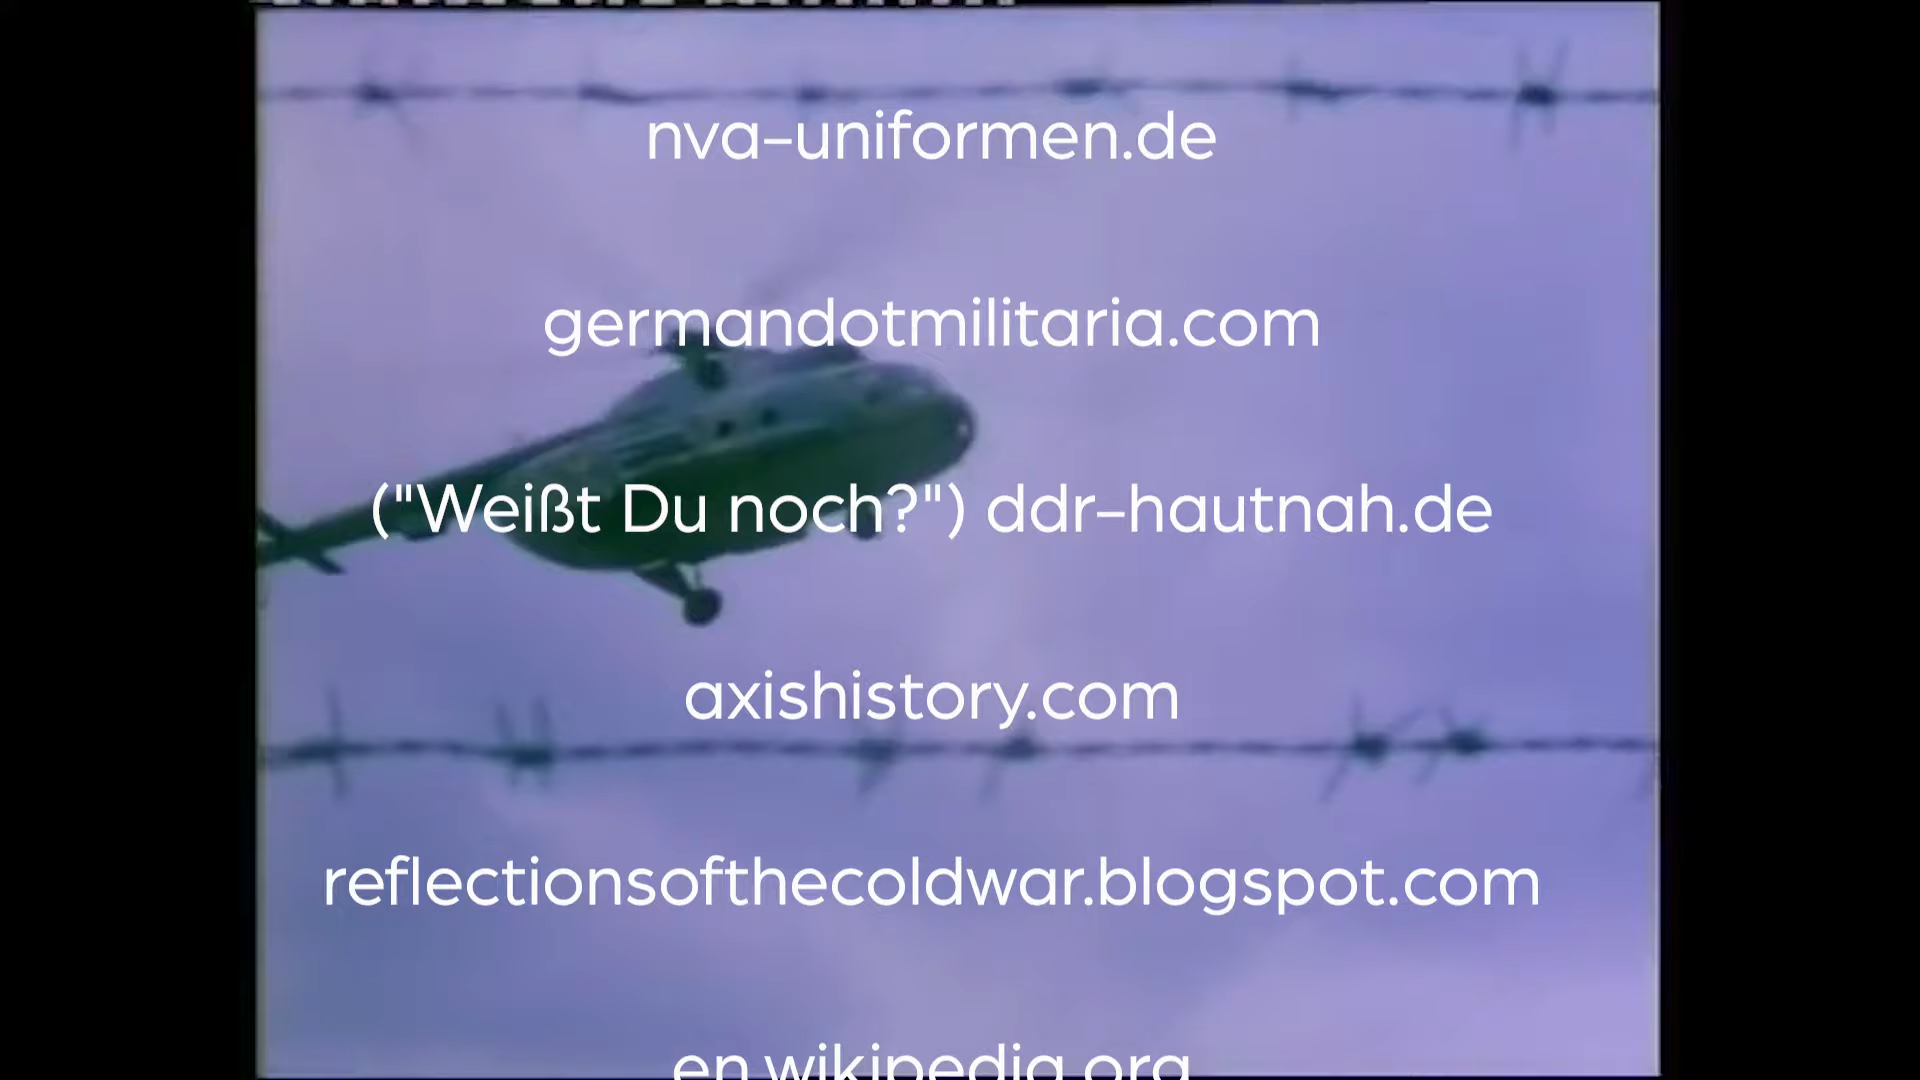 nva-uniformen.de
germandotmilitaria.com
("Weißt Du noch?") ddr-hautnah.de
axishistory.com
reflectionsofthecoldwar.blogspot.com
en.wikipedia.org